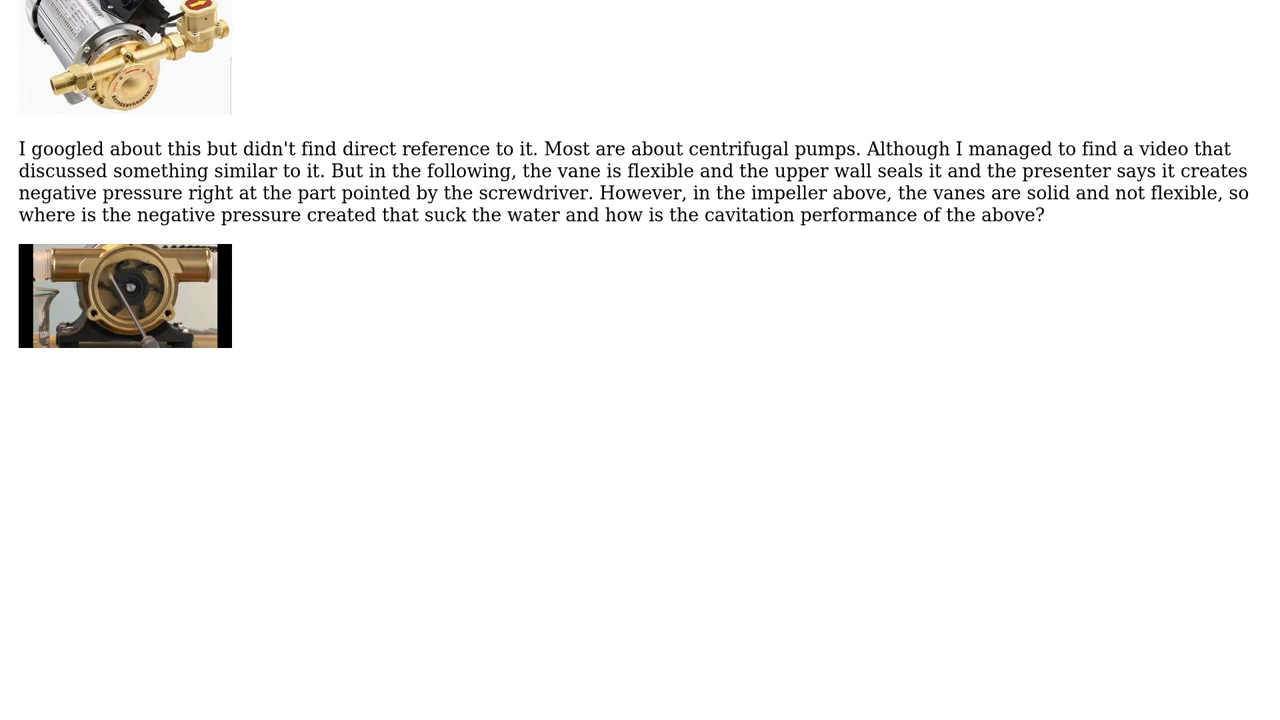 I googled about this but didn't find direct reference to it. Most are about centrifugal pumps. Although I managed to find a video that
discussed something similar to it. But in the following, the vane is flexible and the upper wall seals it and the presenter says it creates
negative pressure right at the part pointed by the screwdriver. However, in the impeller above, the vanes are solid and not flexible, so
where is the negative pressure created that suck the water and how is the cavitation performance of the above?